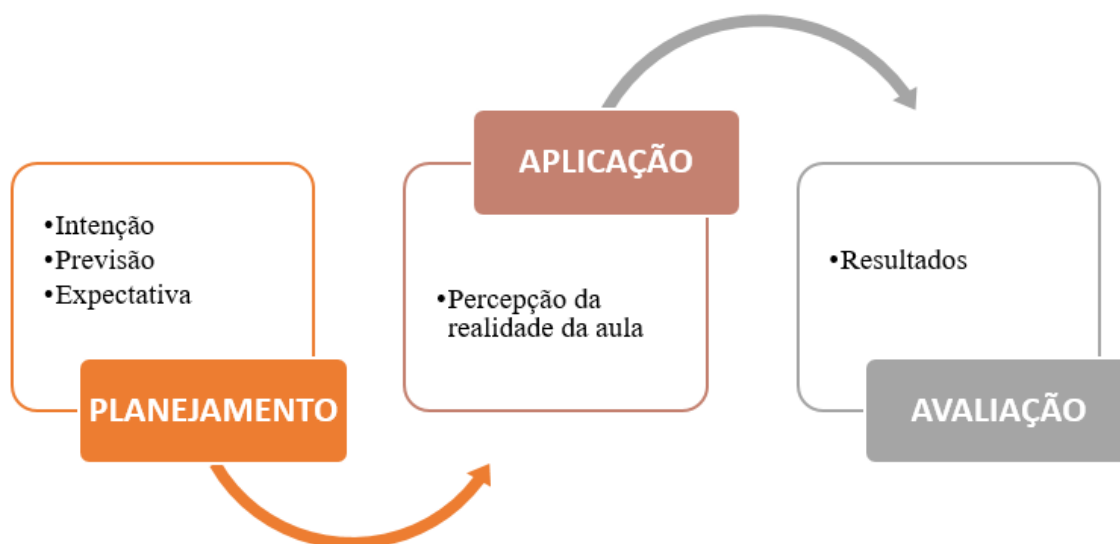 •Intenção
•Previsão
•Expectativa
PLANEJAMENTO
APLICAÇÃO
•Percepção da
realidade da aula
•Resultados
AVALIAÇÃO